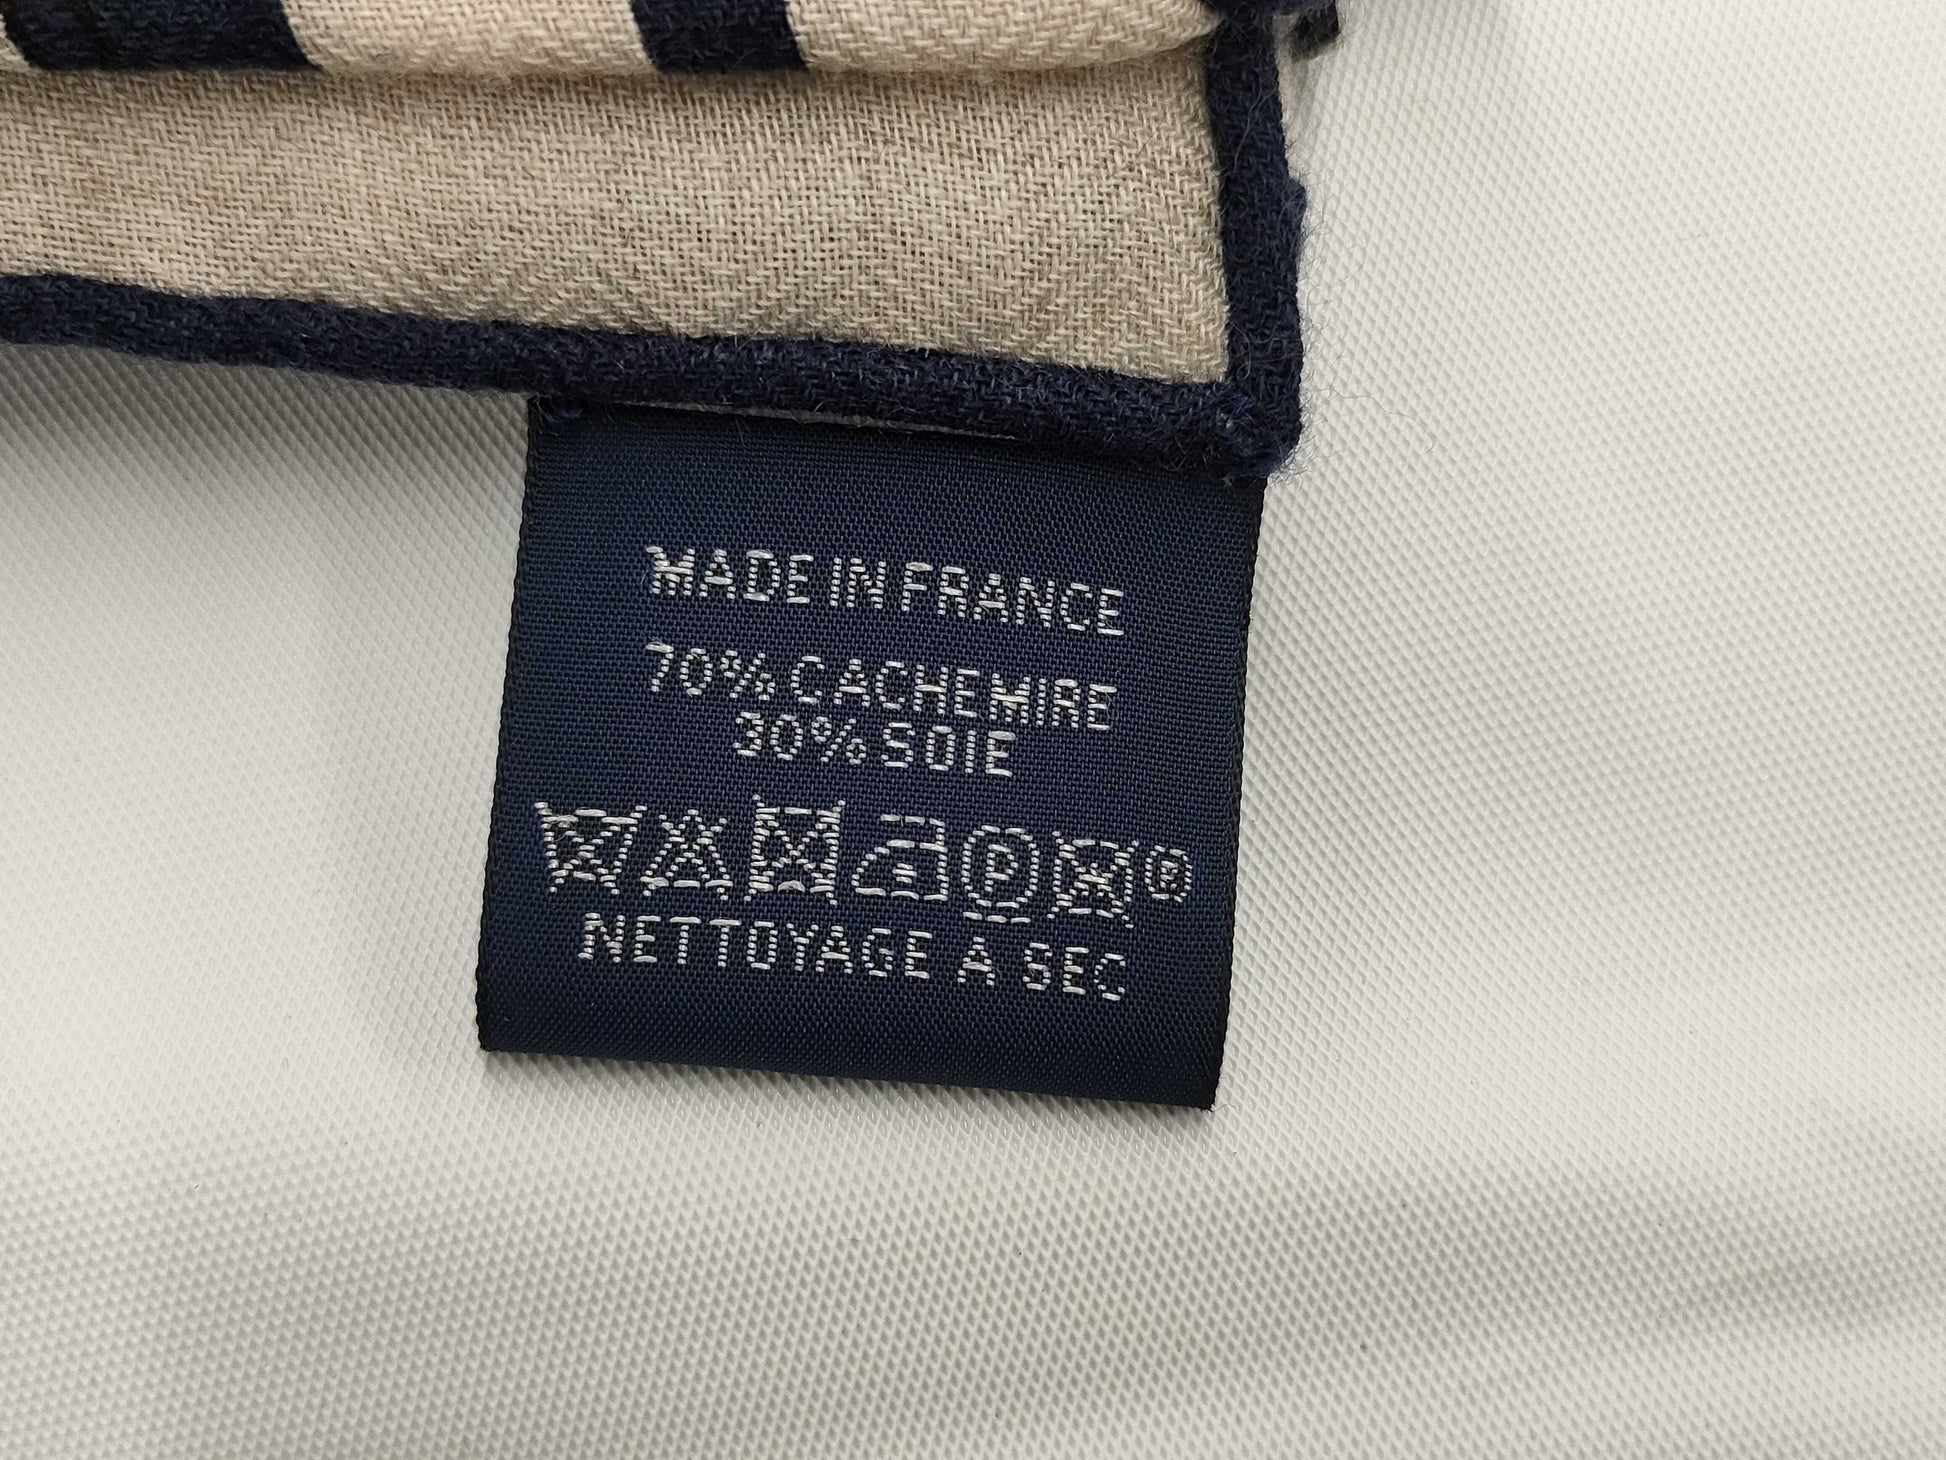 MADE IN FRANCE
70% CACHEMIRE
30% SOIE
P ®
NETTOYAGE A SEC